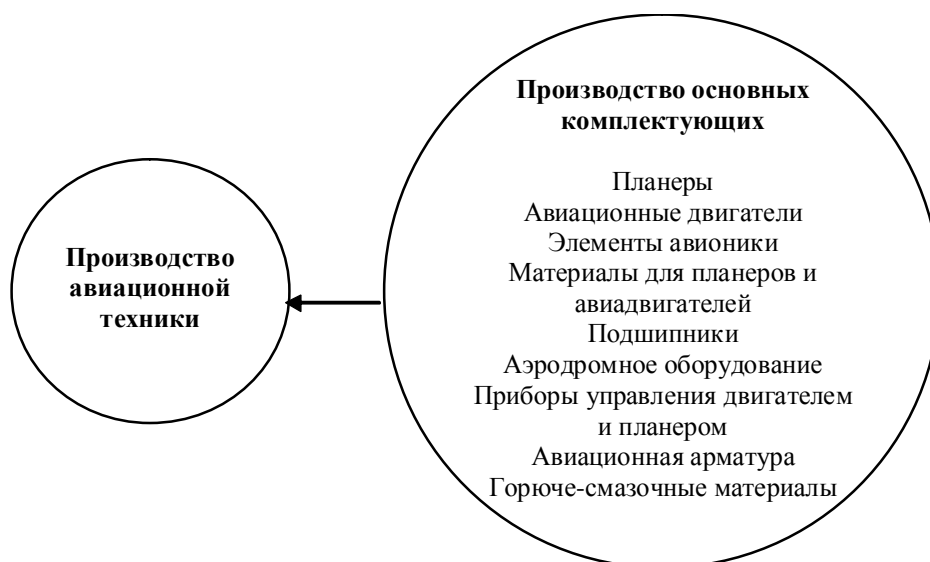 Производство
авиационной
техники
Производство основных
комплектующих
Планеры
Авиационные двигатели
Элементы авионики
Материалы для планеров и
авиадвигателей
Подшипники
Аэродромное оборудование
Приборы управления двигателем
и планером
Авиационная арматура
Горюче-смазочные материалы